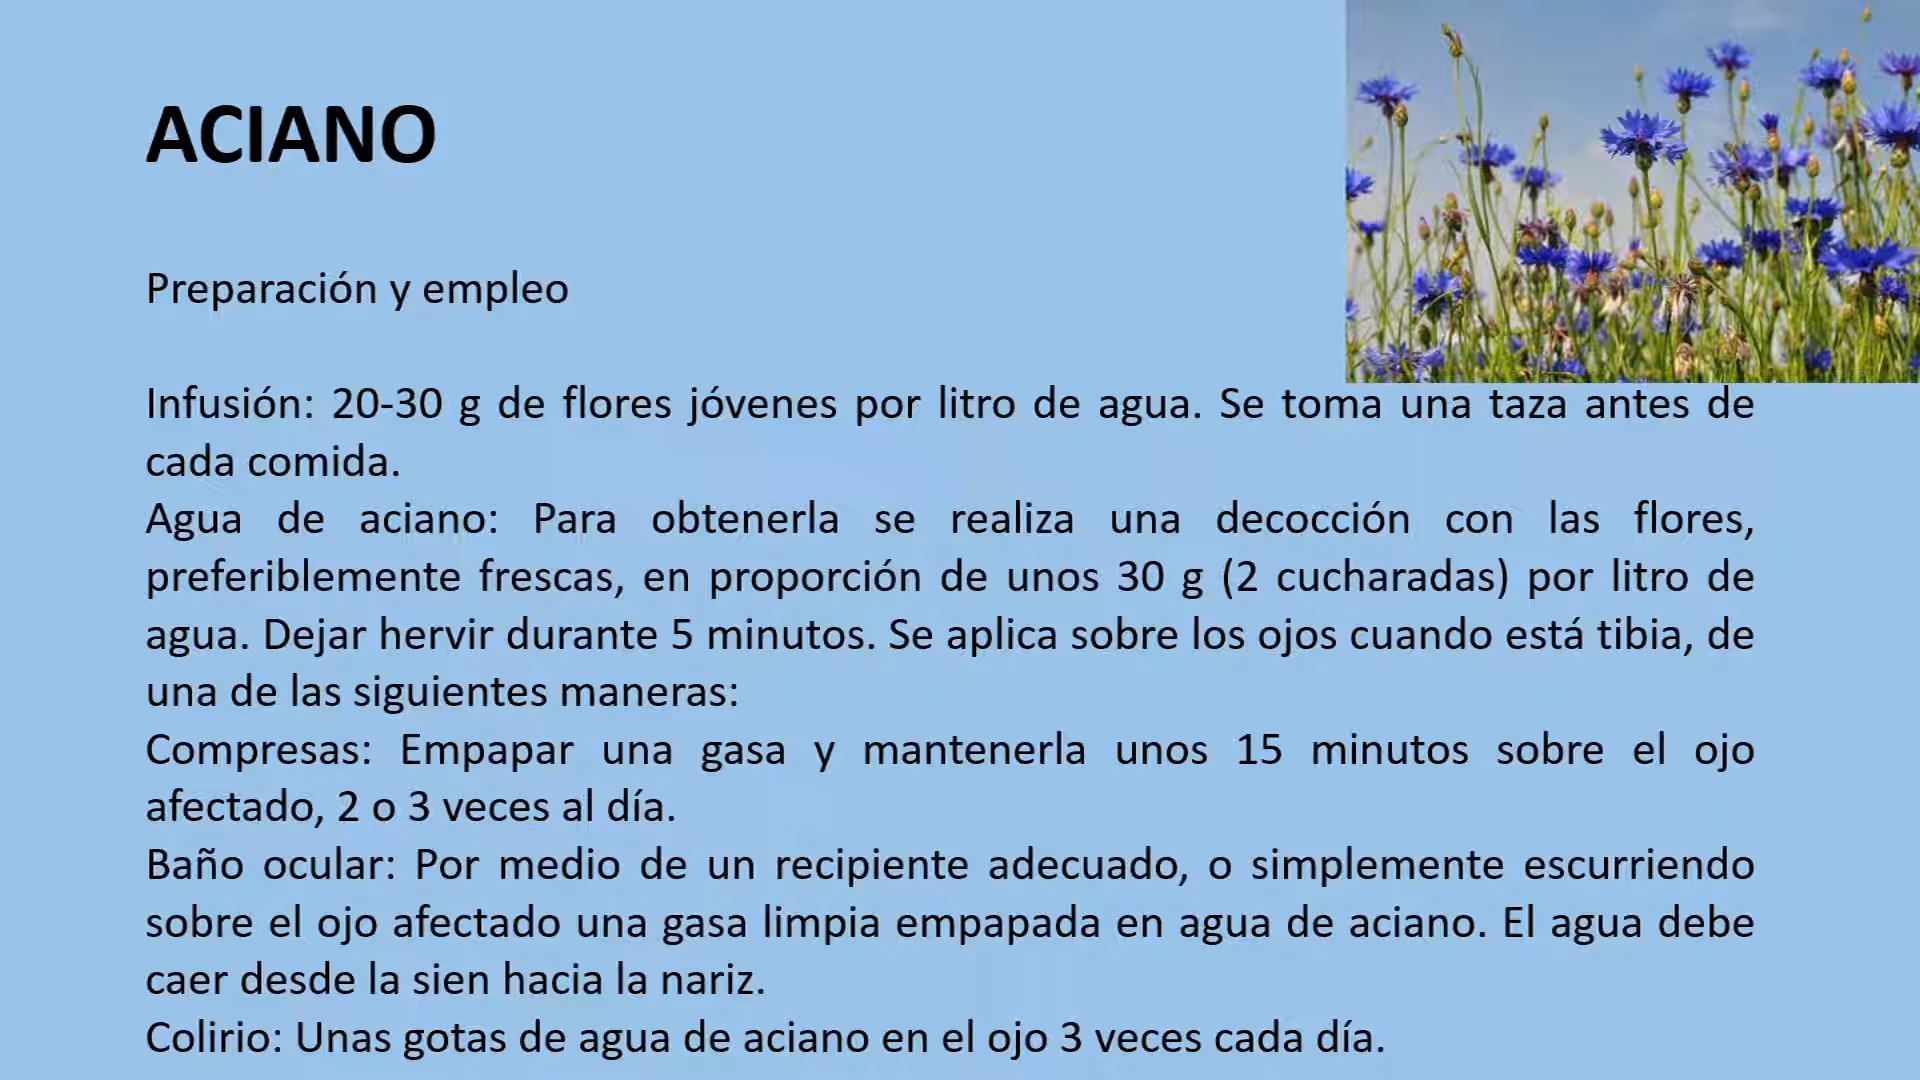 ACIANO
Preparación y empleo
Infusión: 20-30 g de flores jóvenes por litro de agua. Se toma una taza antes de
cada comida.
Agua de aciano: Para obtenerla se realiza una decocción con las flores,
preferiblemente frescas, en proporción de unos 30 g (2 cucharadas) por litro de
agua. Dejar hervir durante 5 minutos. Se aplica sobre los ojos cuando está tibia, de
una de las siguientes maneras:
Compresas: Empapar una gasa y mantenerla unos 15 minutos sobre el ojo
afectado, 2 o 3 veces al día.
Baño ocular: Por medio de un recipiente adecuado, o simplemente escurriendo
sobre el ojo afectado una gasa limpia empapada en agua de aciano. El agua debe
caer desde la sien hacia la nariz.
Colirio: Unas gotas de agua de aciano en el ojo 3 veces cada día.